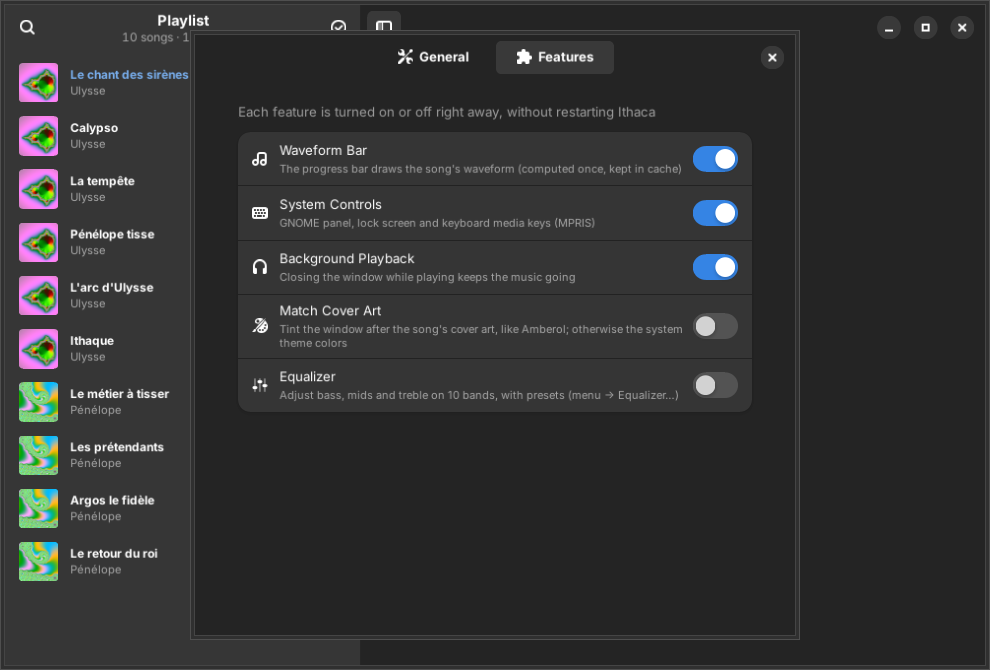 Playlist
10 songs · 1
Le chant des sirènes
Ulysse
Calypso
Ulysse
La tempête
Ulysse
Pénélope tisse
Ulysse
L'arc d'Ulysse
Ulysse
Ithaque
Ulysse
Le métier à tisser
Pénélope
Les prétendants
Pénélope
Argos le fidèle
Pénélope
Le retour du roi
Pénélope
General
Features
Each feature is turned on or off right away, without restarting Ithaca
Waveform Bar
The progress bar draws the song's waveform (computed once, kept in cache)
System Controls
GNOME panel, lock screen and keyboard media keys (MPRIS)
Background Playback
Closing the window while playing keeps the music going
Match Cover Art
Tint the window after the song's cover art, like Amberol; otherwise the system
theme colors
Equalizer
Adjust bass, mids and treble on 10 bands, with presets (menu → Equalizer…)